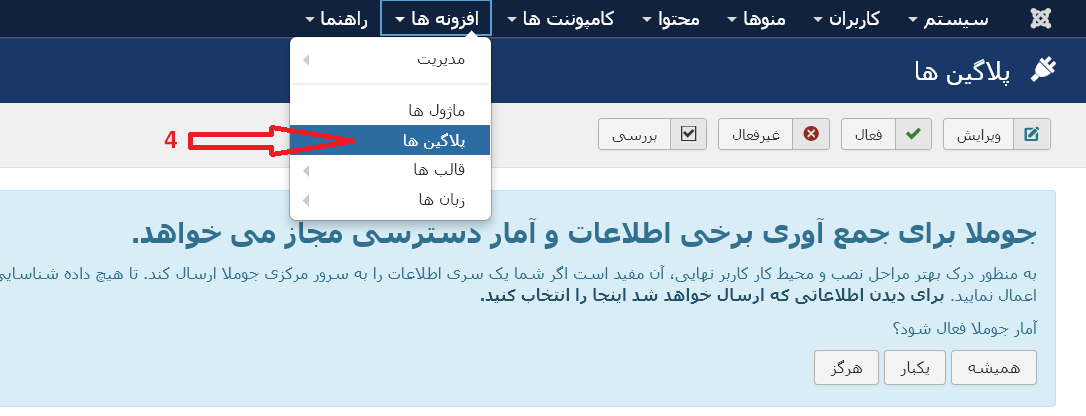 سیستم کاربران منوها محتوا کامپوننت ها افزونه ها راهنما
پلاگین ها
مدیریت
ماژول ها
پلاگین ها
قالب ها
زبان ها
4
ویرایش فعال غیرفعال بررسی
جوملا برای جمع آوری برخی اطلاعات و آمار دسترسی مجاز می خواهد.
به منظور درک بهتر مراحل نصب و محیط کار کاربر نهایی، آن مفید است اگر شما یک سری اطلاعات را به سرور مرکزی جوملا ارسال کند. تا هیچ داده شناسایی
اعمال نمایید. برای دیدن اطلاعاتی که ارسال خواهد شد اینجا را انتخاب کنید.
آمار جوملا فعال شود؟
همیشه یکبار هرگز